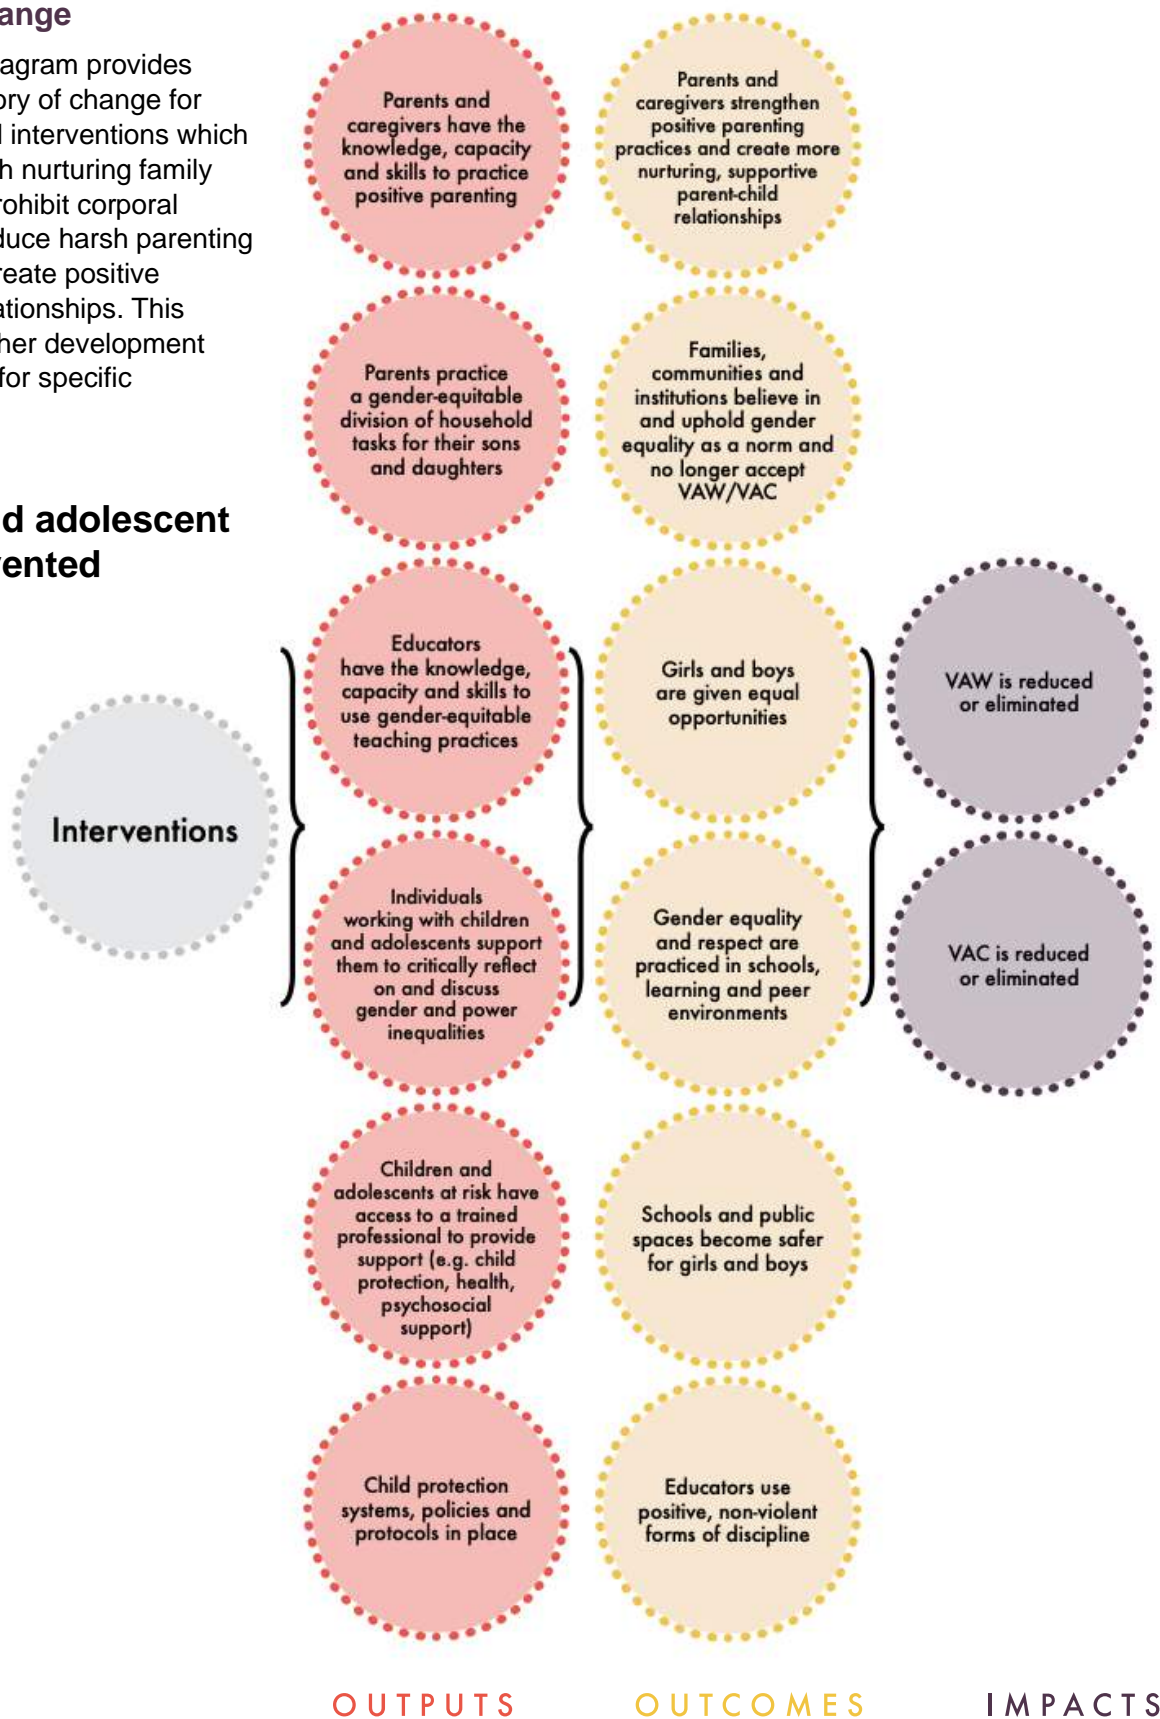 ange
agram provides
ory of change for
l interventions which
h nurturing family
rohibit corporal
duce harsh parenting
reate positive
ationships. This
her development
for specific
d adolescent
vented
Interventions
Parents and
caregivers have the
knowledge, capacity
and skills to practice
positive parenting
Parents practice
a gender-equitable
division of household
tasks for their sons
and daughters
Educators
have the knowledge,
capacity and skills to
use gender-equitable
teaching practices
Individuals
working with children
and adolescents support
them to critically reflect
on and discuss
gender and power
inequalities
Children and
adolescents at risk have
access to a trained
professional to provide
support (e.g. child
protection, health,
psychosocial
support)
Child protection
systems, policies and
protocols in place
OUTPUTS
Parents and
caregivers strengthen
positive parenting
practices and create more
nurturing, supportive
parent-child
relationships
Families,
communities and
institutions believe in
and uphold gender
equality as a norm and
no longer accept
VAW/VAC
Girls and boys
are given equal
opportunities
Gender equality
and respect are
practiced in schools,
learning and peer
environments
Schools and public
spaces become safer
for girls and boys
Educators use
positive, non-violent
forms of discipline
OUTCOMES
VAW is reduced
or eliminated
VAC is reduced
or eliminated
IMPACTS